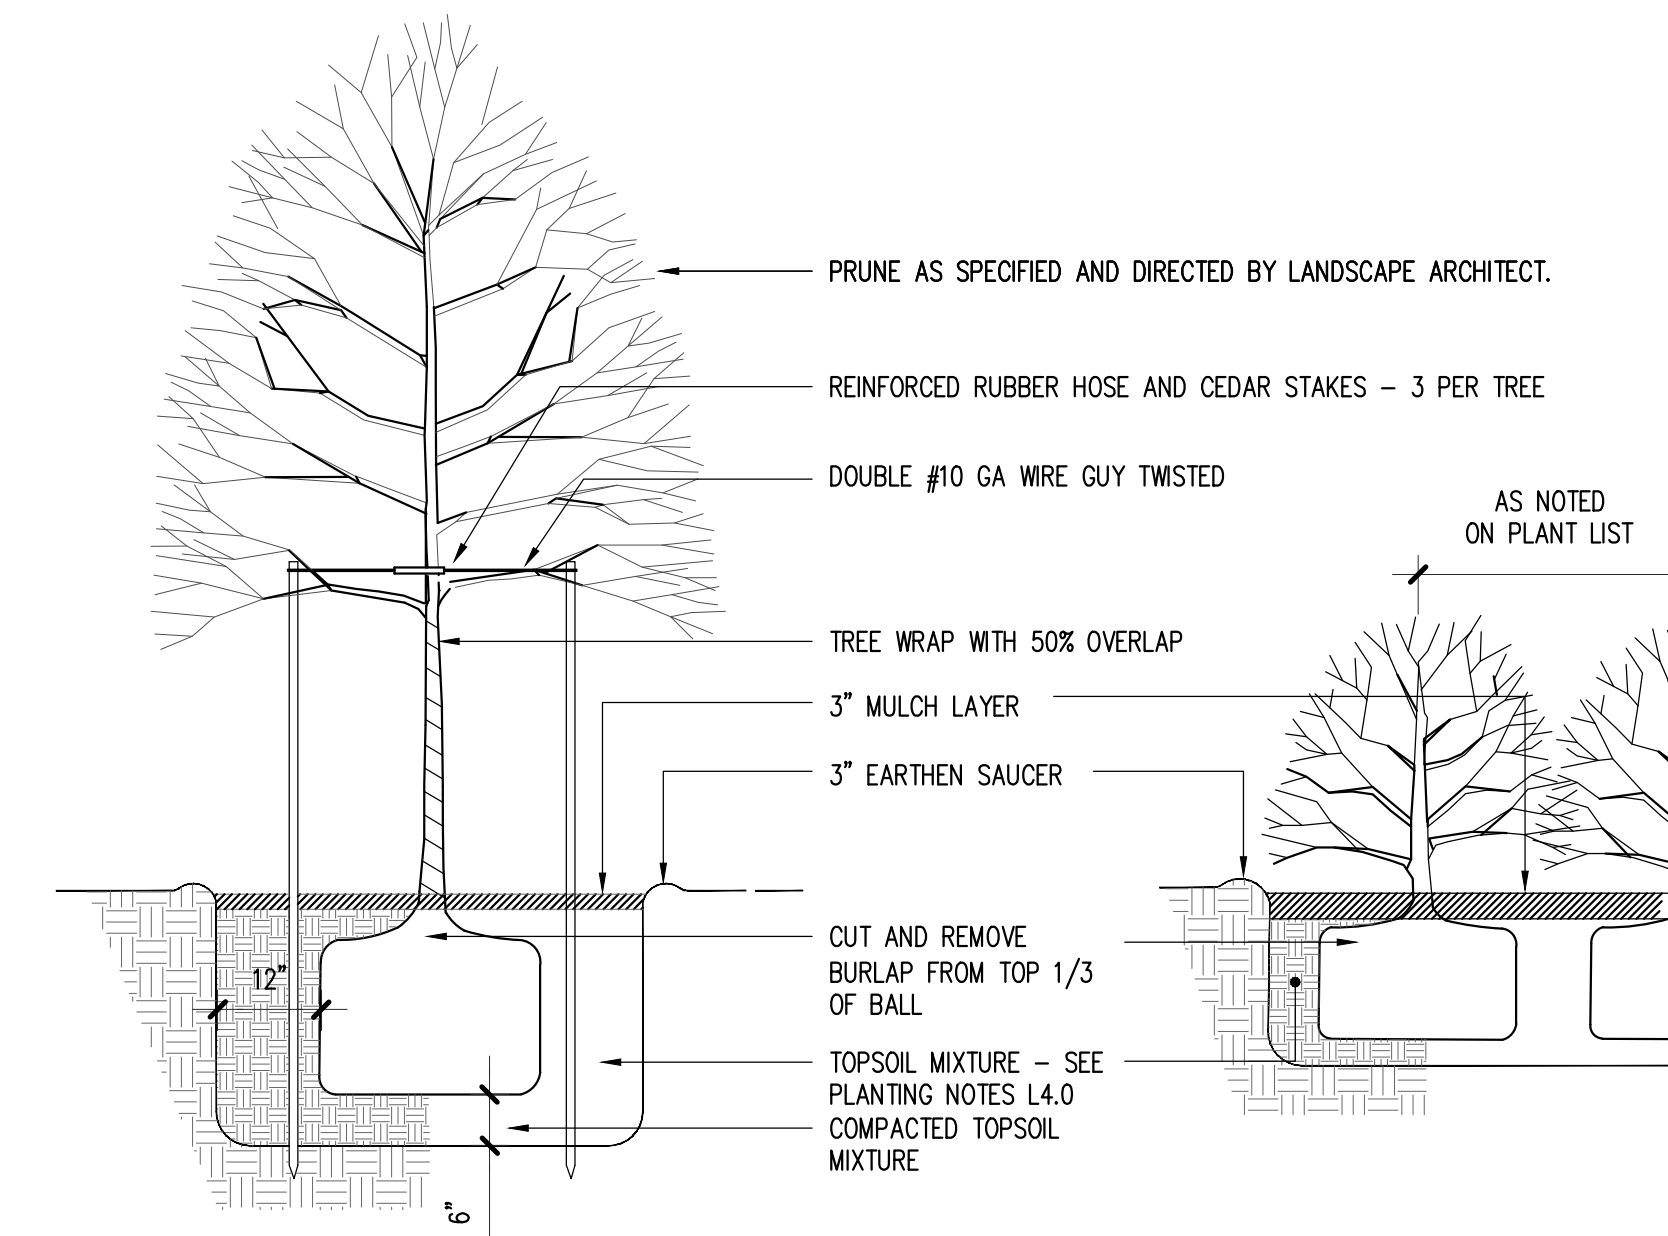 PRUNE AS SPECIFIED AND DIRECTED BY LANDSCAPE ARCHITECT.
REINFORCED RUBBER HOSE AND CEDAR STAKES – 3 PER TREE
DOUBLE #10 GA WIRE GUY TWISTED
AS NOTED
ON PLANT LIST
TREE WRAP WITH 50% OVERLAP
3" MULCH LAYER
3" EARTHEN SAUCER
CUT AND REMOVE
BURLAP FROM TOP 1/3
OF BALL
12"
TOPSOIL MIXTURE – SEE
PLANTING NOTES L4.0
COMPACTED TOPSOIL
MIXTURE
6"